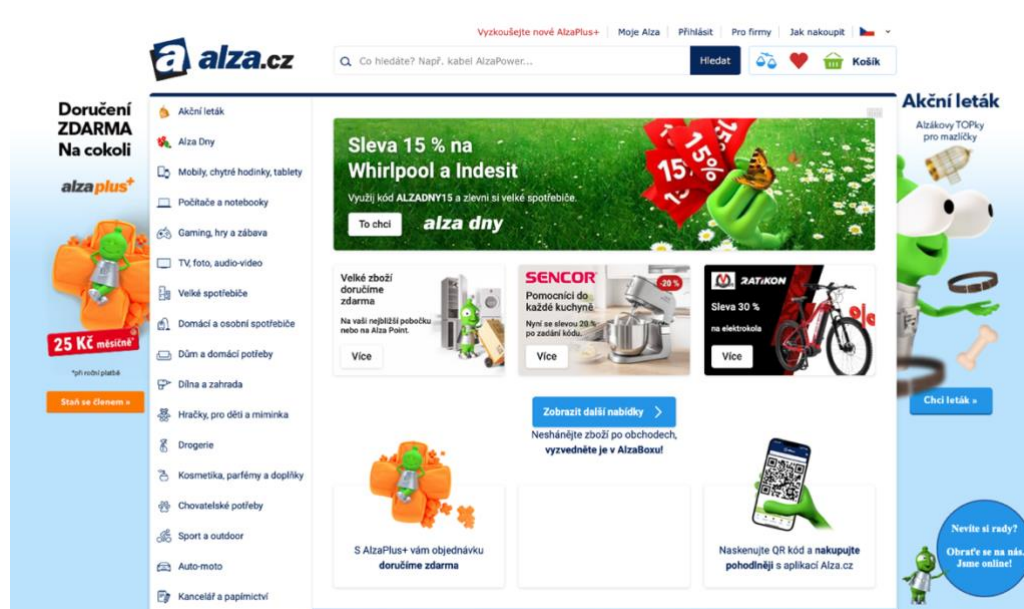 Vyzkoušejte nové AlzaPlus+
Moje Alza
Přihlásit
Pro firmy
Jak nakoupit
alza.cz
Co hledáte? Např. kabel AlzaPower...
Hledat
Košík
Doručení
ZDARMA
Na cokoli
alzaplus+
25 Kč měsíčně*
*při roční platbě
Staň se členem »
Akční leták
Alza Dny
Mobily, chytré hodinky, tablety
Počítače a notebooky
Gaming, hry a zábava
TV, foto, audio-video
Velké spotřebiče
Domácí a osobní spotřebiče
Dům a domácí potřeby
Dílna a zahrada
Hračky, pro děti a miminka
Drogerie
Kosmetika, parfémy a doplňky
Chovatelské potřeby
Sport a outdoor
Auto-moto
Kancelář a papírnictví
Sleva 15 % na
Whirlpool a Indesit
Využij kód ALZADNY15 a zlevni si velké spotřebiče.
To chci
alza dny
15%
15
Velké zboží
doručíme
zdarma
Na vaši nejbližší pobočku
nebo na Alza Point.
Více
SENCOR
-20 %
Pomocníci do
každé kuchyně
Nyní se slevou 20 %
po zadání kódu.
Více
RATIKON
Sleva 30 %
na elektrokola
Více
%
Zobrazit další nabídky
Neshánějte zboží po obchodech,
vyzvedněte je v AlzaBoxu!
S AlzaPlus+ vám objednávku
doručíme zdarma
Naskenujte QR kód a nakupujte
pohodlněji s aplikací Alza.cz
Akční leták
Alzákovy TOPky
pro mazlíčky
Chci leták »
Nevíte si rady?
Obraťte se na nás.
Jsme online!